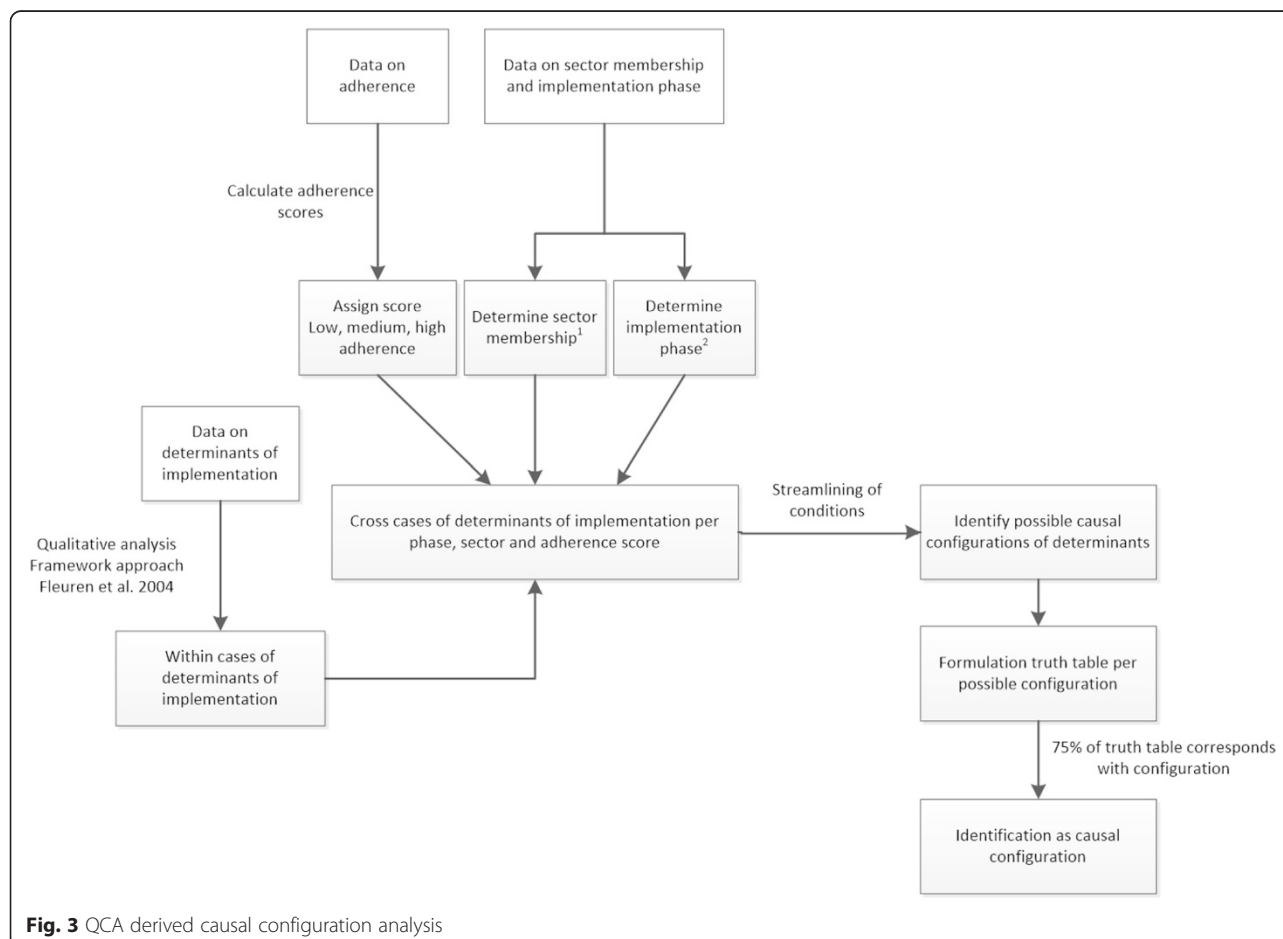 Data on
adherence
Data on sector membership
and implementation phase
Calculate adherence
scores
Assign score
Low, medium, high
adherence
Determine sector
membership1
Determine
implementation
phase2
Data on
determinants of
implementation
Qualitative analysis
Framework approach
Fleuren et al. 2004
Within cases of
determinants of
implementation
Cross cases of determinants of implementation per
phase, sector and adherence score
Streamlining of
conditions
Identify possible causal
configurations of determinants
Formulation truth table per
possible configuration
75% of truth table corresponds
with configuration
Identification as causal
configuration
Fig. 3 QCA derived causal configuration analysis